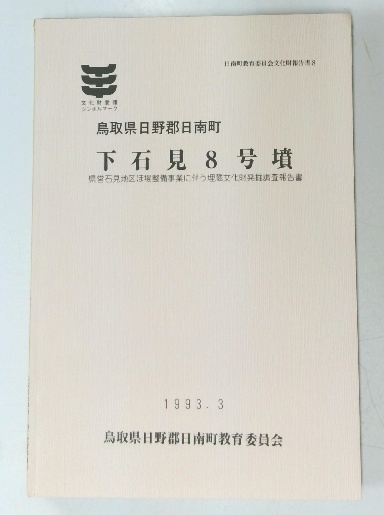 日南町教育委員会文化財報告書8
文化財愛護
シンボルマーク
鳥取県日野郡日南町
下石見8号墳
県営石見地区ほ場整備事業に伴う埋蔵文化財発掘調査報告書
1993.3
鳥取県日野郡日南町教育委員会